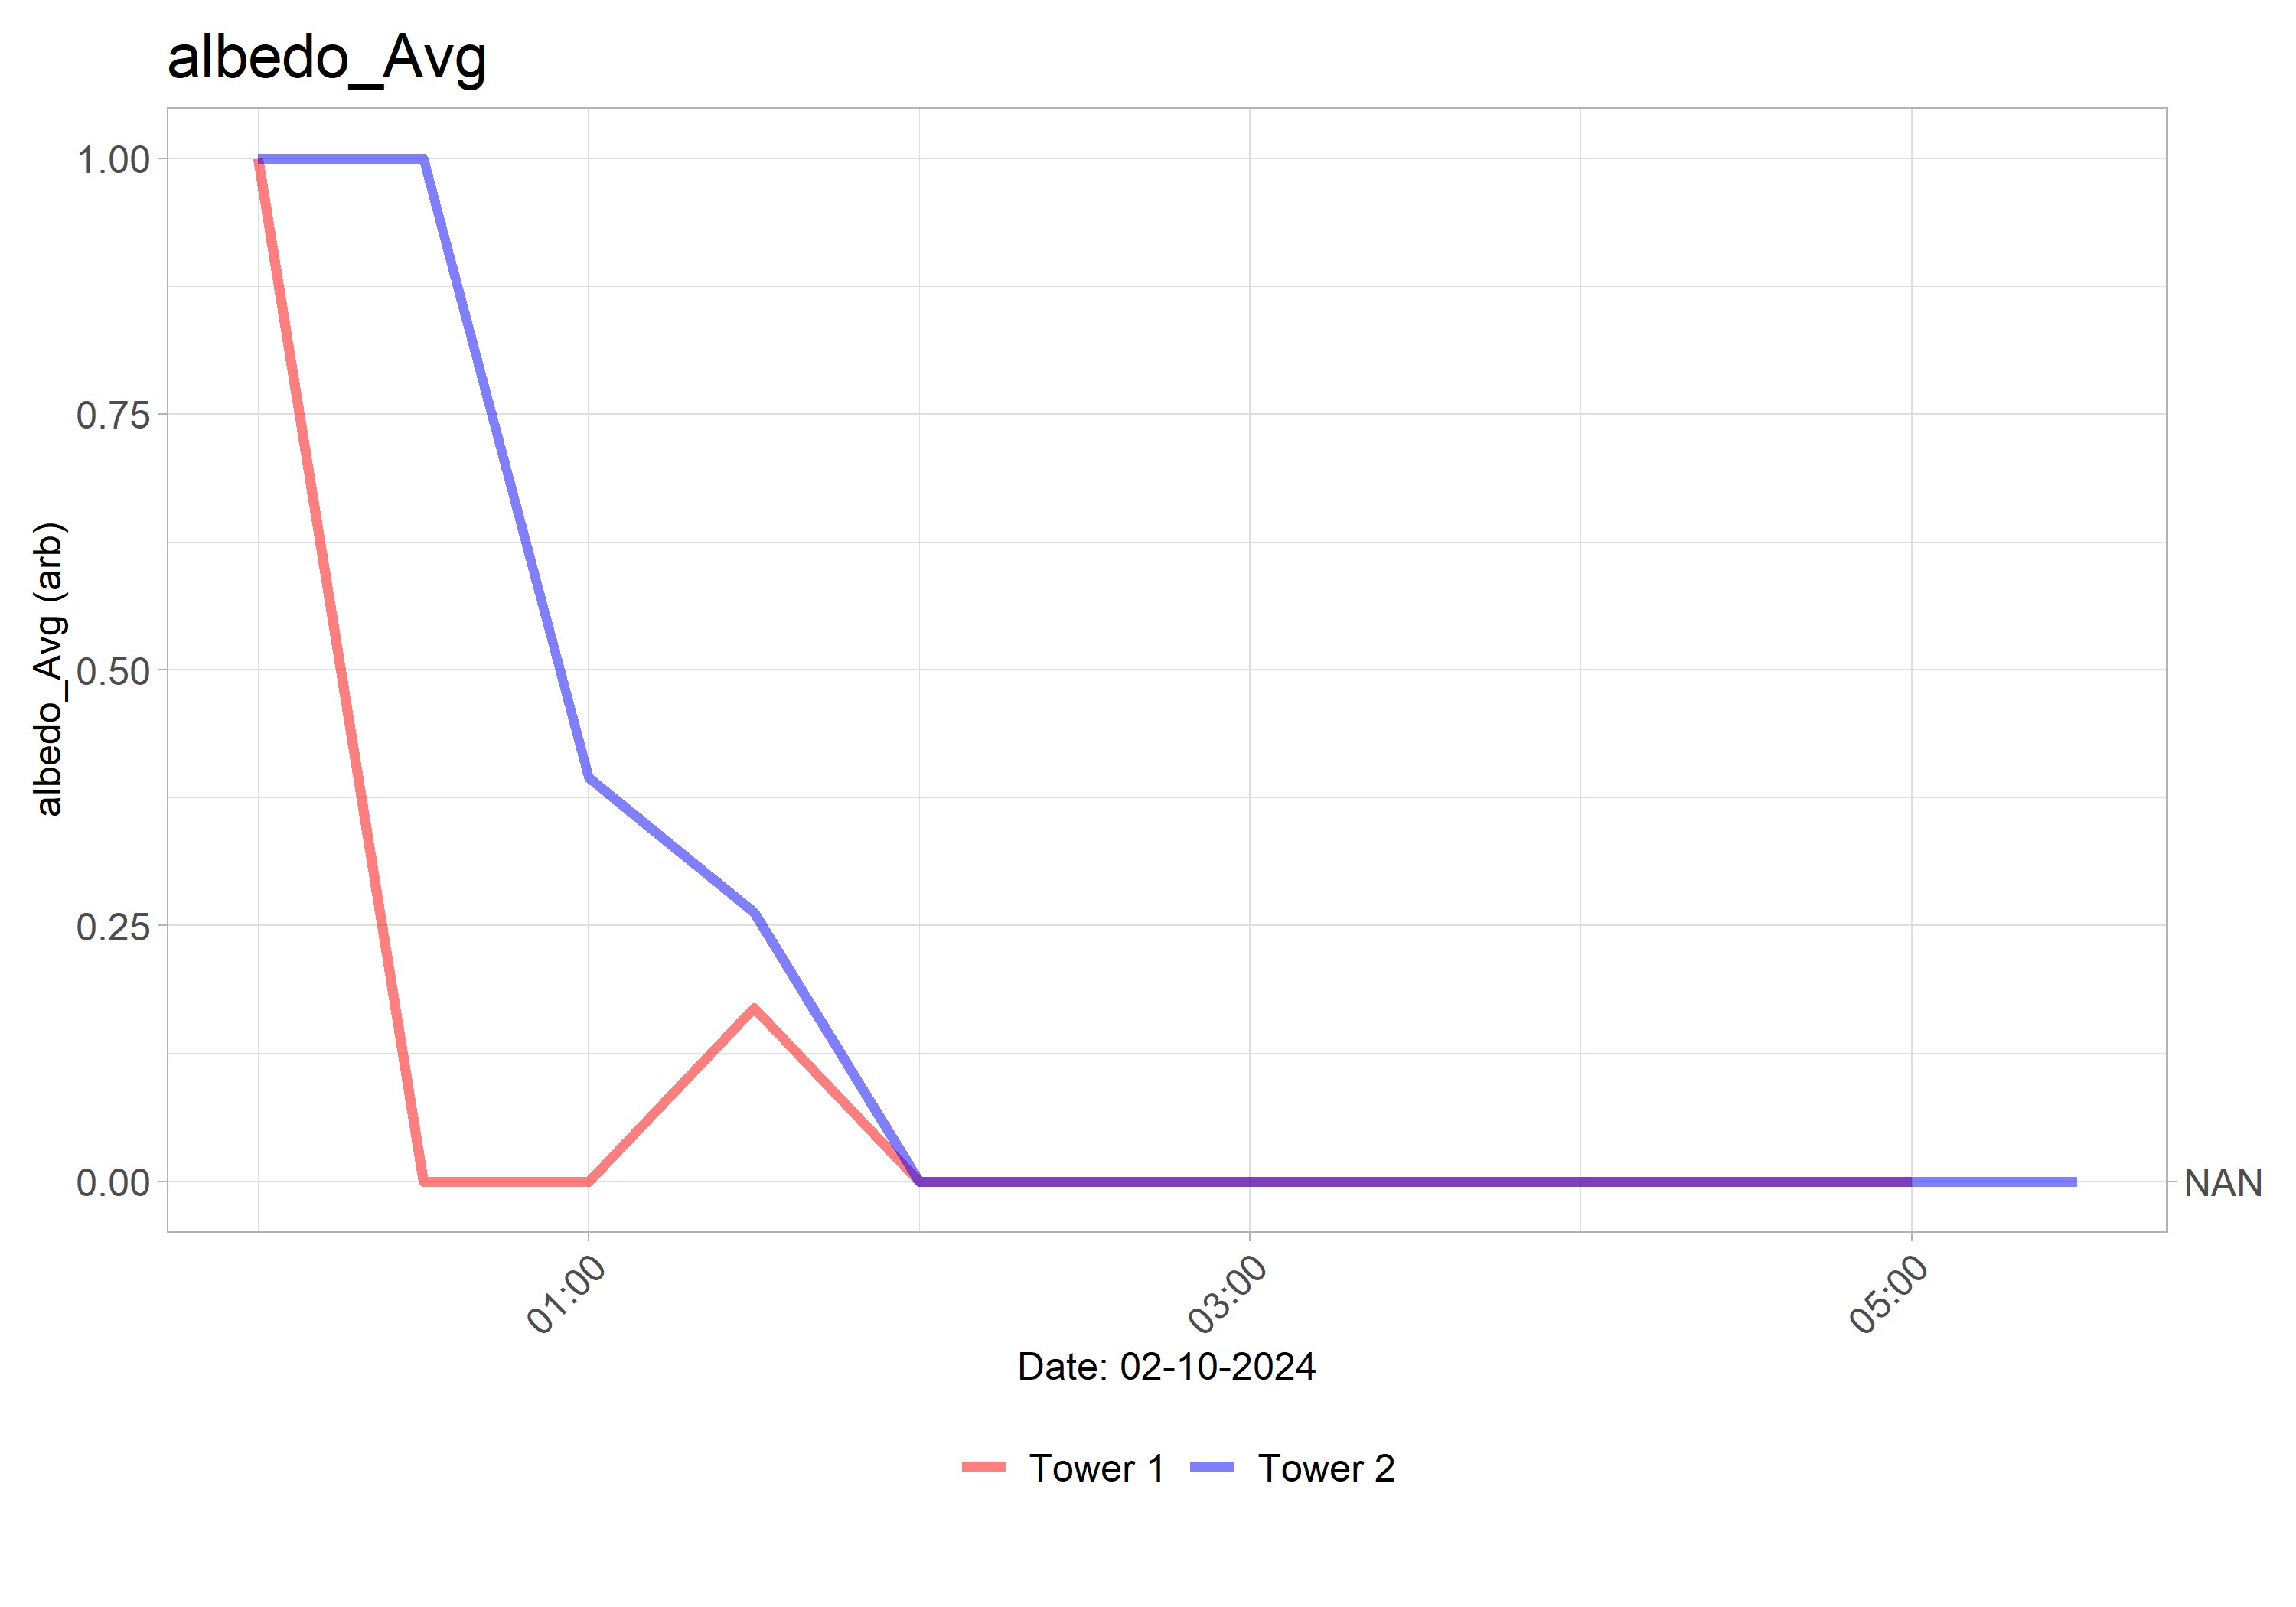 albedo_Avg
albedo_Avg (arb)
1.00
0.75
0.50
0.25
0.00
NAN
01:00
03:00
05:00
Date: 02-10-2024
Tower 1
Tower 2